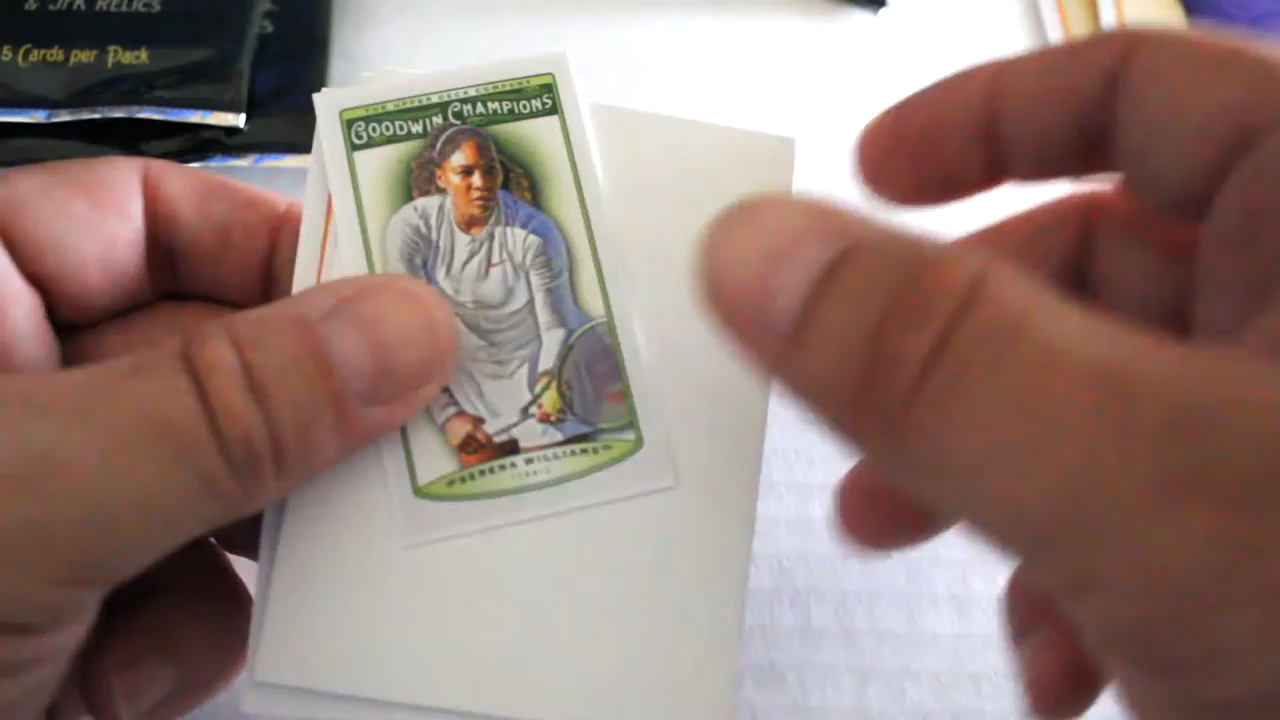 & JFK RELICS
5 Cards per Pack
THE UPPER DECK COMPANY
GOODWIN CHAMPIONS
SERENA WILLIAMS
TENNIS